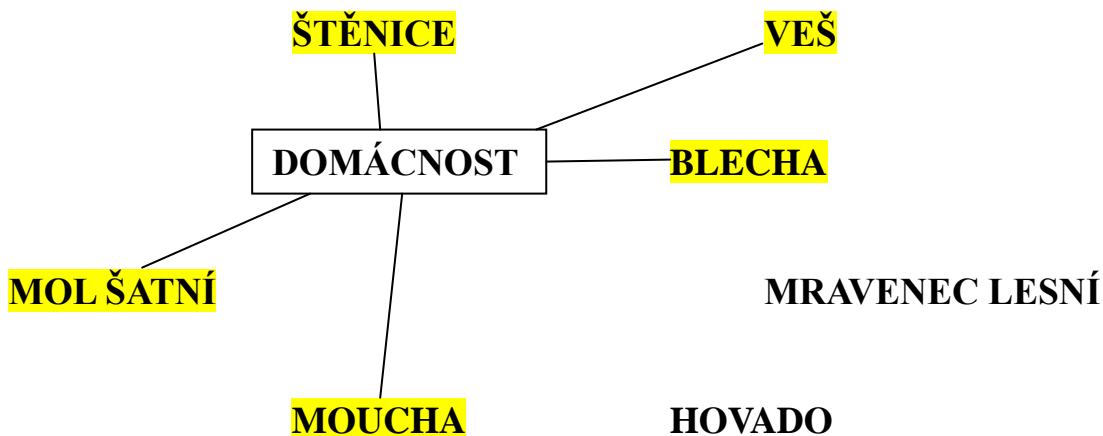 ŠTĚNICE
VEŠ
DOMÁCNOST
BLECHA
MOL ŠATNÍ
MRAVENEC LESNÍ
MOUCHA
HOVADO